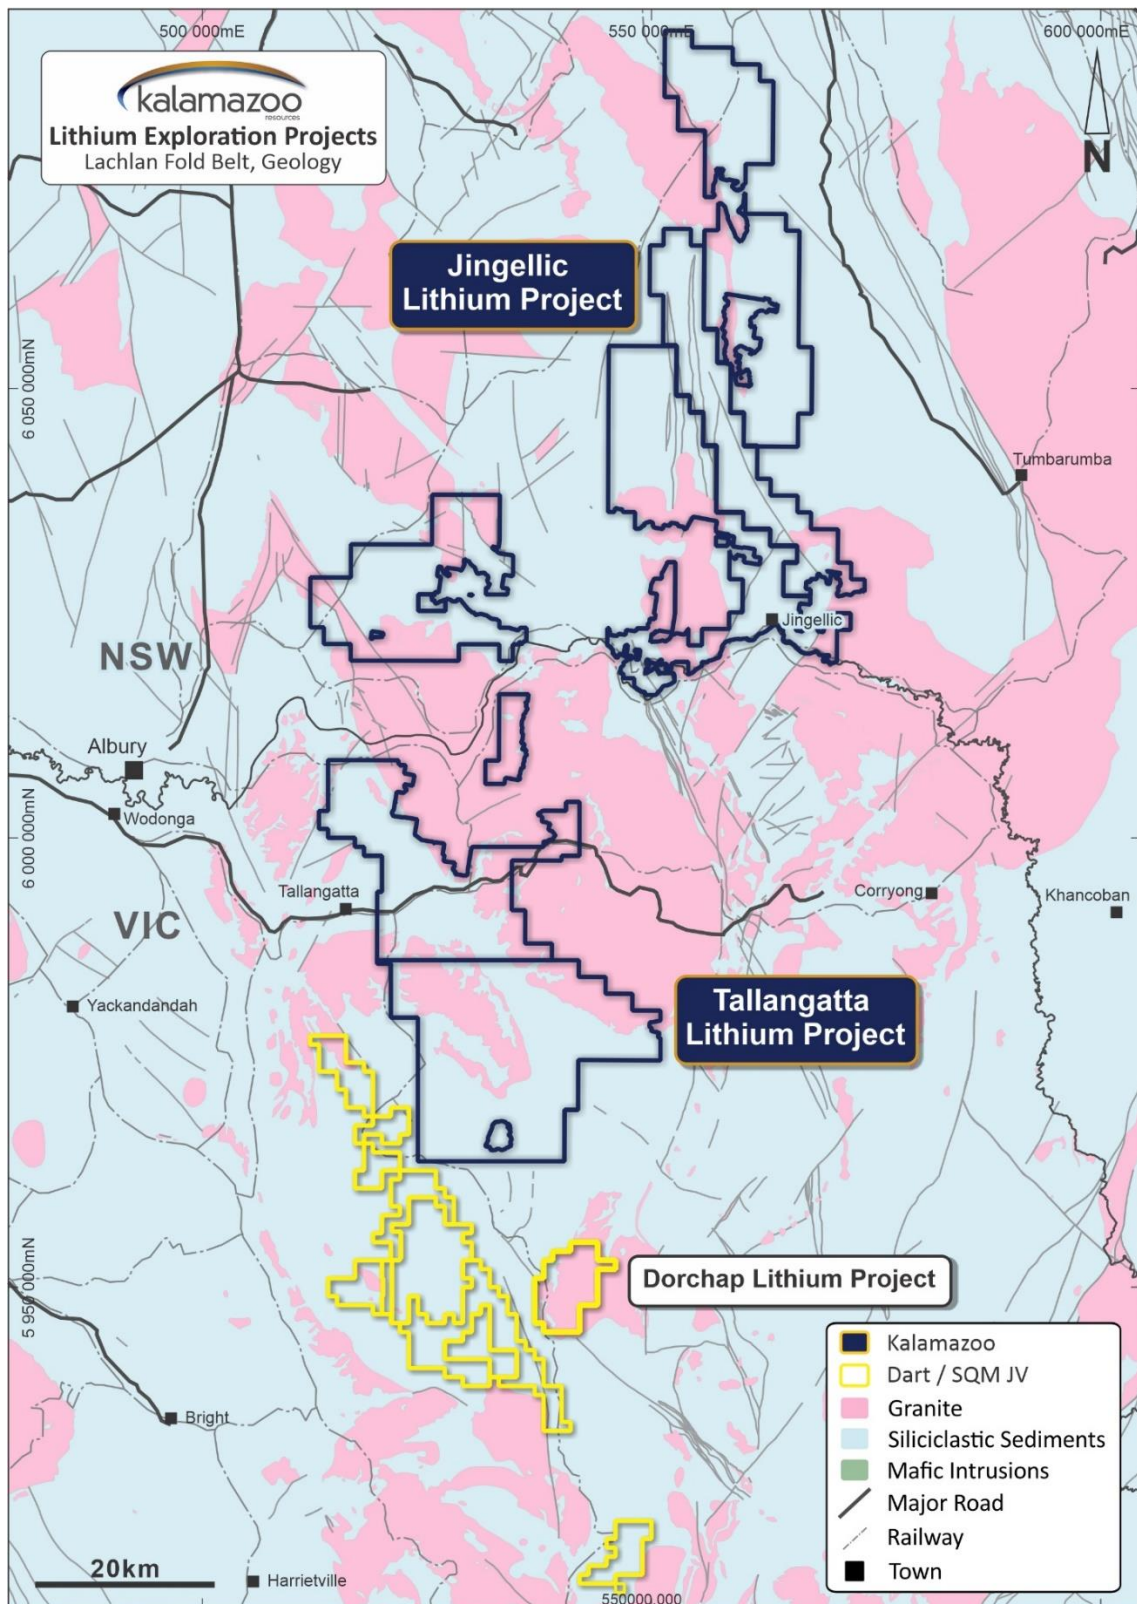 500 000mE
550 000mE
600 000mE
kalamazoo
resources
Lithium Exploration Projects
Lachlan Fold Belt, Geology
N
Jingellic
Lithium Project
6 050 000mN
Tumbarumba
Jingellic
NSW
Albury
Wodonga
6 000 000mN
Tallangatta
Corryong
Khancoban
VIC
Yackandandah
Tallangatta
Lithium Project
Dorchap Lithium Project
5 950 000mN
Kalamazoo
Dart / SQM JV
Granite
Siliciclastic Sediments
Mafic Intrusions
Major Road
Railway
Town
Bright
20km
Harrietville
550000.000